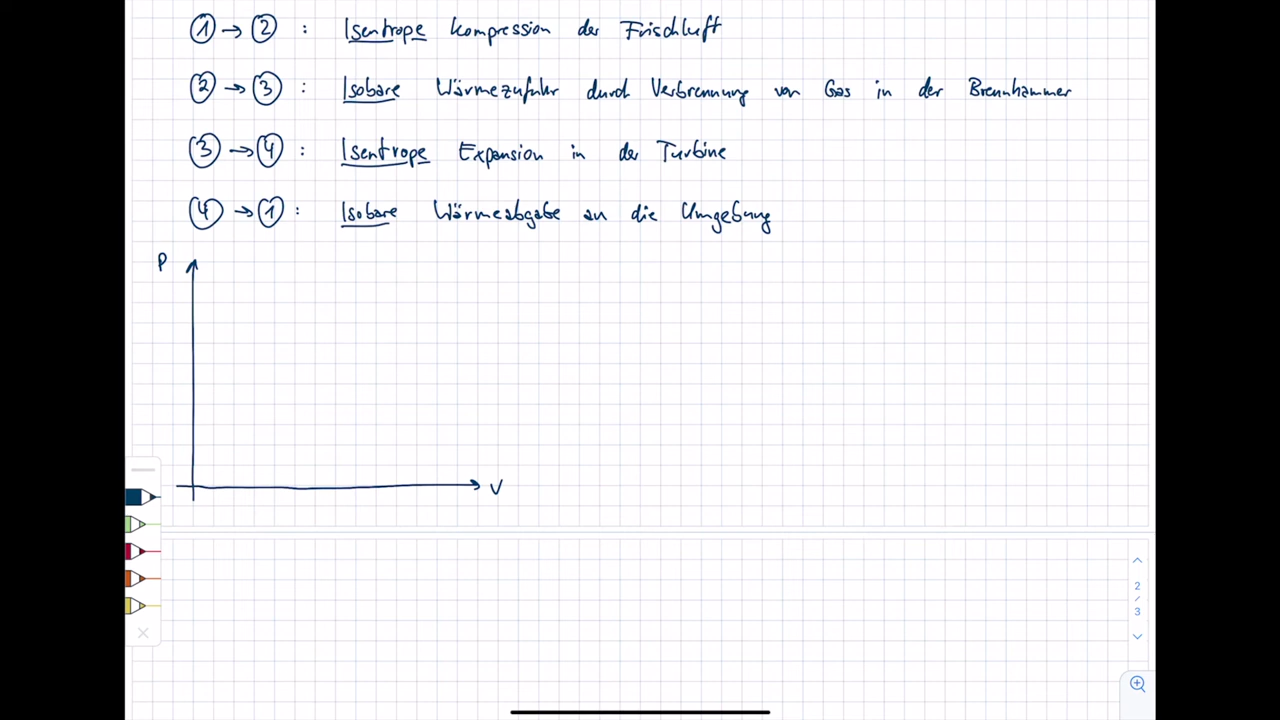 ① → ② : Isentrope Kompression der Frischluft
② → ③ : Isobare Wärmezufuhr durch Verbrennung von Gas in der Brennkammer
③ → ④ : Isentrope Expansion in der Turbine
④ → ① : Isobare Wärmeabgabe an die Umgebung
P
V
2
/
3